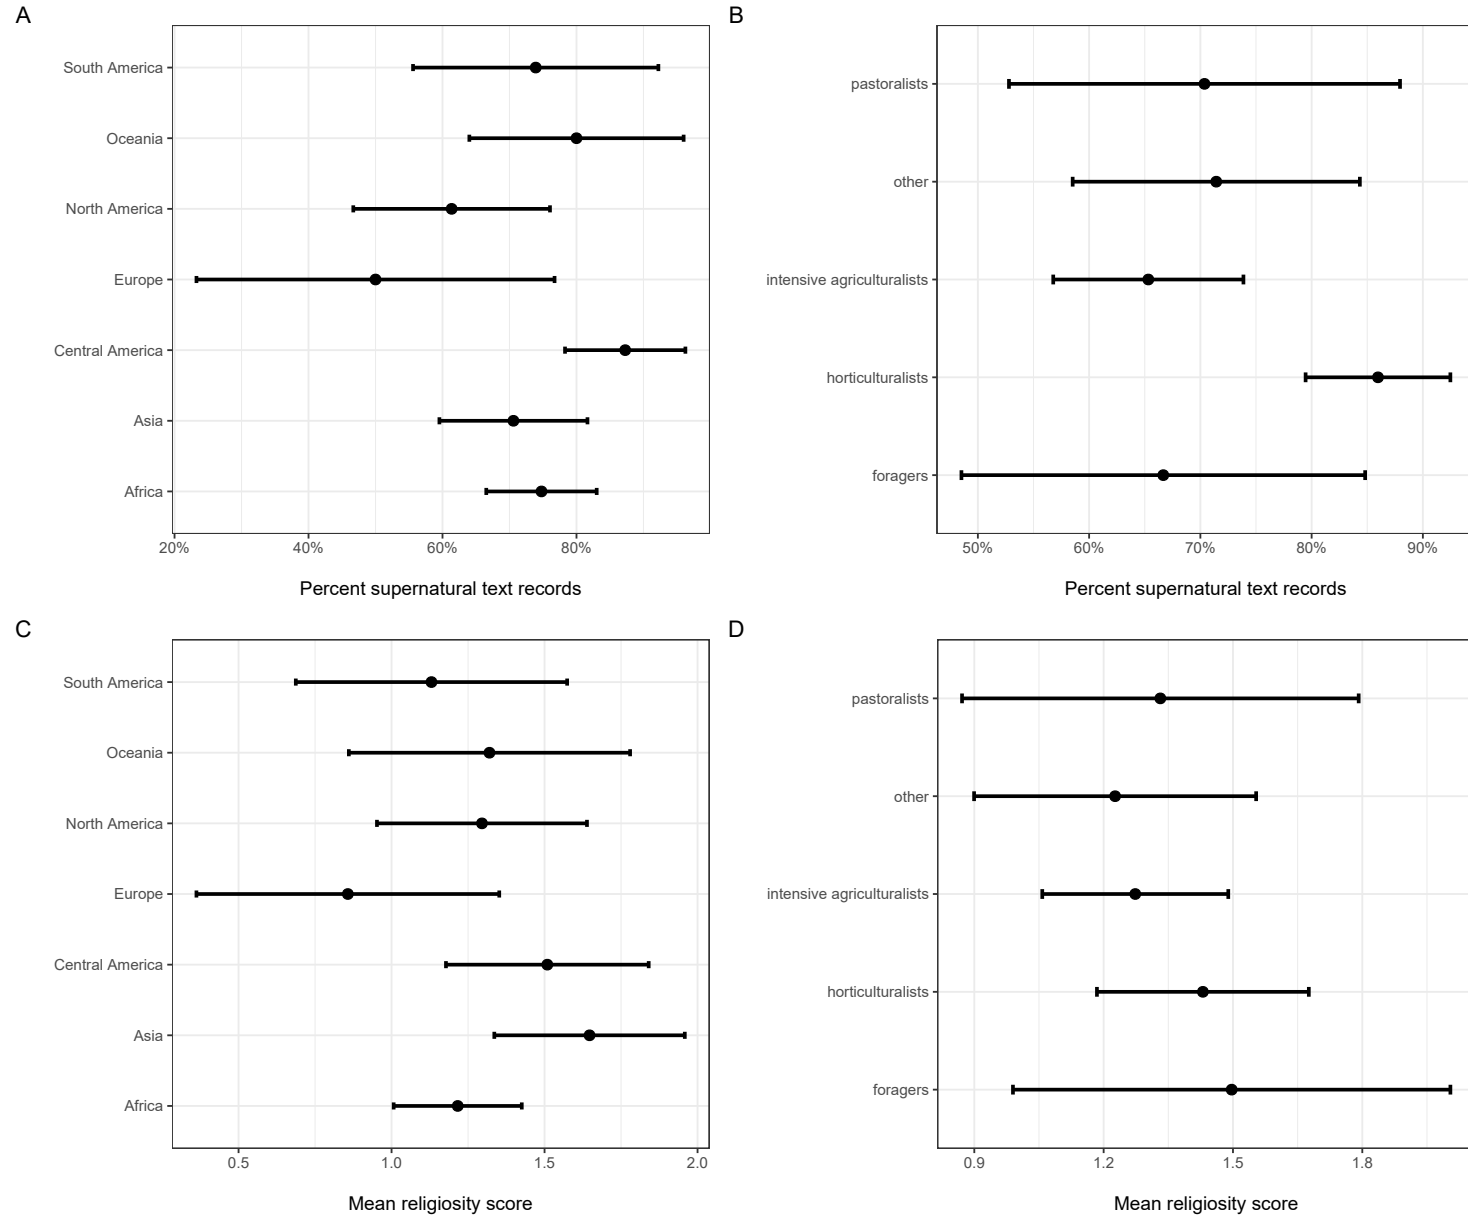 A
South America
Oceania
North America
Europe
Central America
Asia
Africa
20% 40% 60% 80%
Percent supernatural text records
B
pastoralists
other
intensive agriculturalists
horticulturalists
foragers
50% 60% 70% 80% 90%
Percent supernatural text records
C
South America
Oceania
North America
Europe
Central America
Asia
Africa
0.5 1.0 1.5 2.0
Mean religiosity score
D
pastoralists
other
intensive agriculturalists
horticulturalists
foragers
0.9 1.2 1.5 1.8
Mean religiosity score